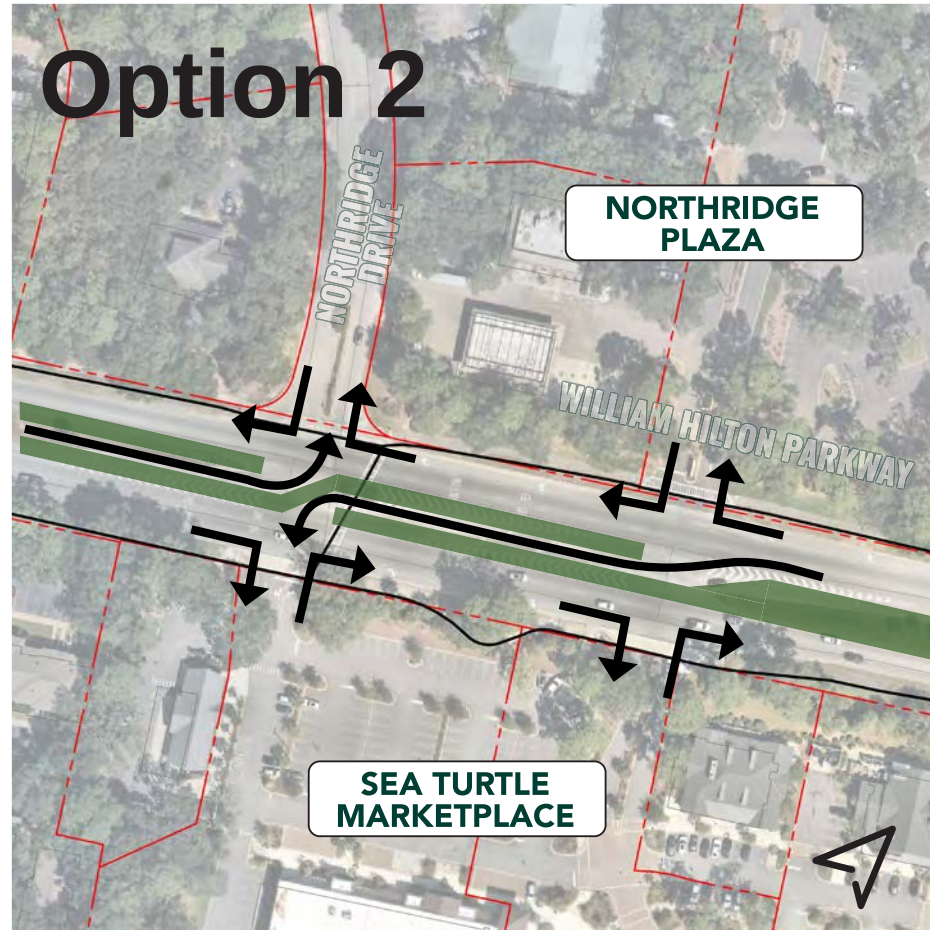 Option 2
NORTHRIDGE
DRIVE
NORTHRIDGE
PLAZA
WILLIAM HILTON PARKWAY
SEA TURTLE
MARKETPLACE